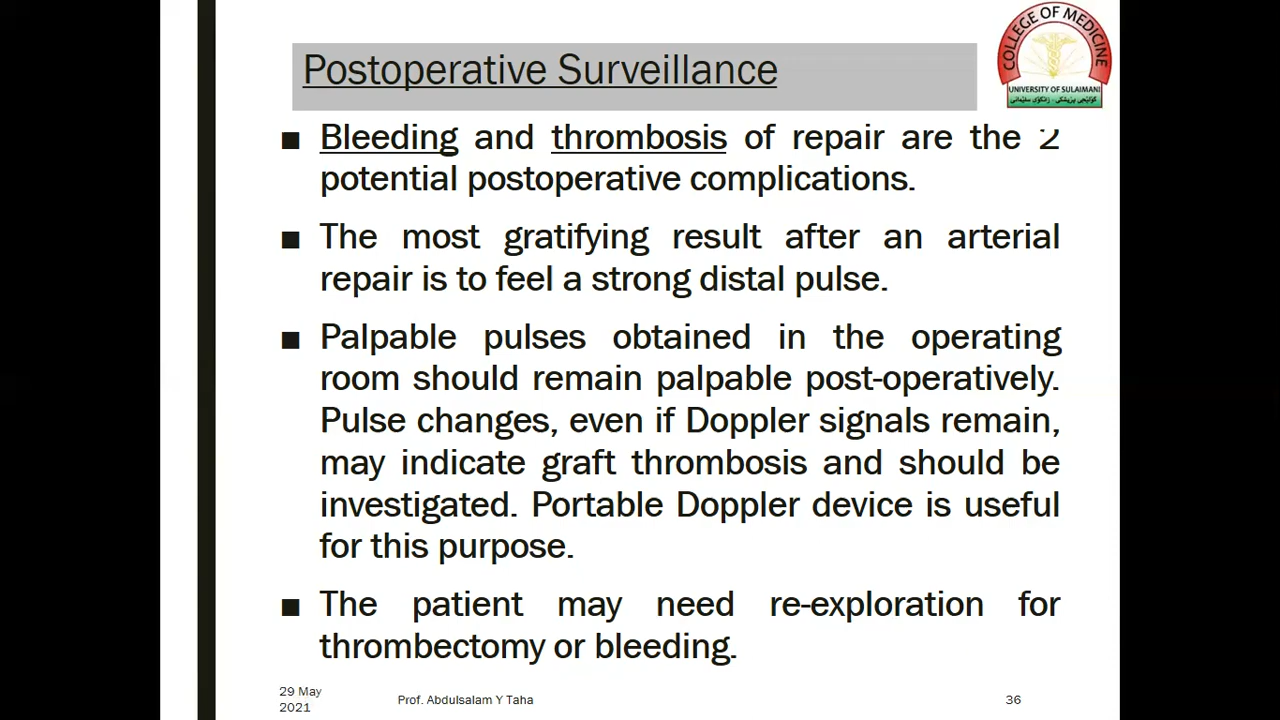 COLLEGE OF MEDICINE
UNIVERSITY OF SULAIMANI
كۆلێجی پزیشكی - زانكۆی سلێمانی
Postoperative Surveillance
■ Bleeding and thrombosis of repair are the 2
potential postoperative complications.
■ The most gratifying result after an arterial
repair is to feel a strong distal pulse.
■ Palpable pulses obtained in the operating
room should remain palpable post-operatively.
Pulse changes, even if Doppler signals remain,
may indicate graft thrombosis and should be
investigated. Portable Doppler device is useful
for this purpose.
■ The patient may need re-exploration for
thrombectomy or bleeding.
29 May
2021
Prof. Abdulsalam Y Taha
36